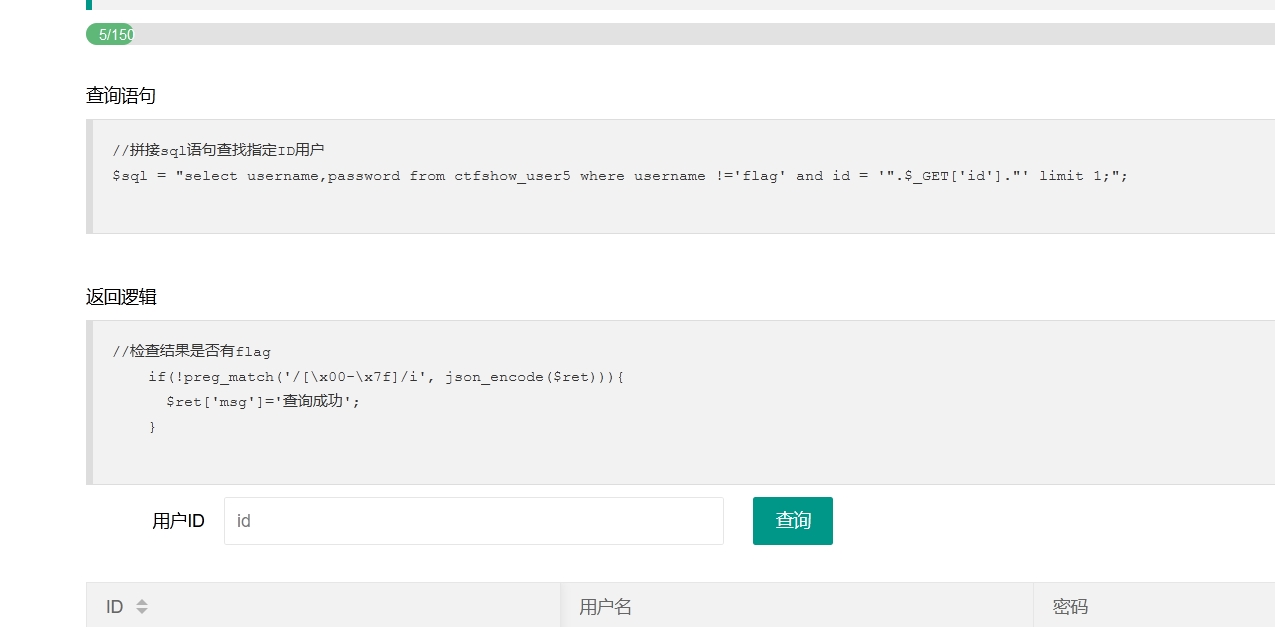 5/150
查询语句
//拼接sql语句查找指定ID用户
$sql = "select username,password from ctfshow_user5 where username !='flag' and id = '".$_GET['id']."' limit 1;";
返回逻辑
//检查结果是否有flag
    if(!preg_match('/[\x00-\x7f]/i', json_encode($ret))){
      $ret['msg']='查询成功';
    }
用户ID id 查询
ID 用户名 密码